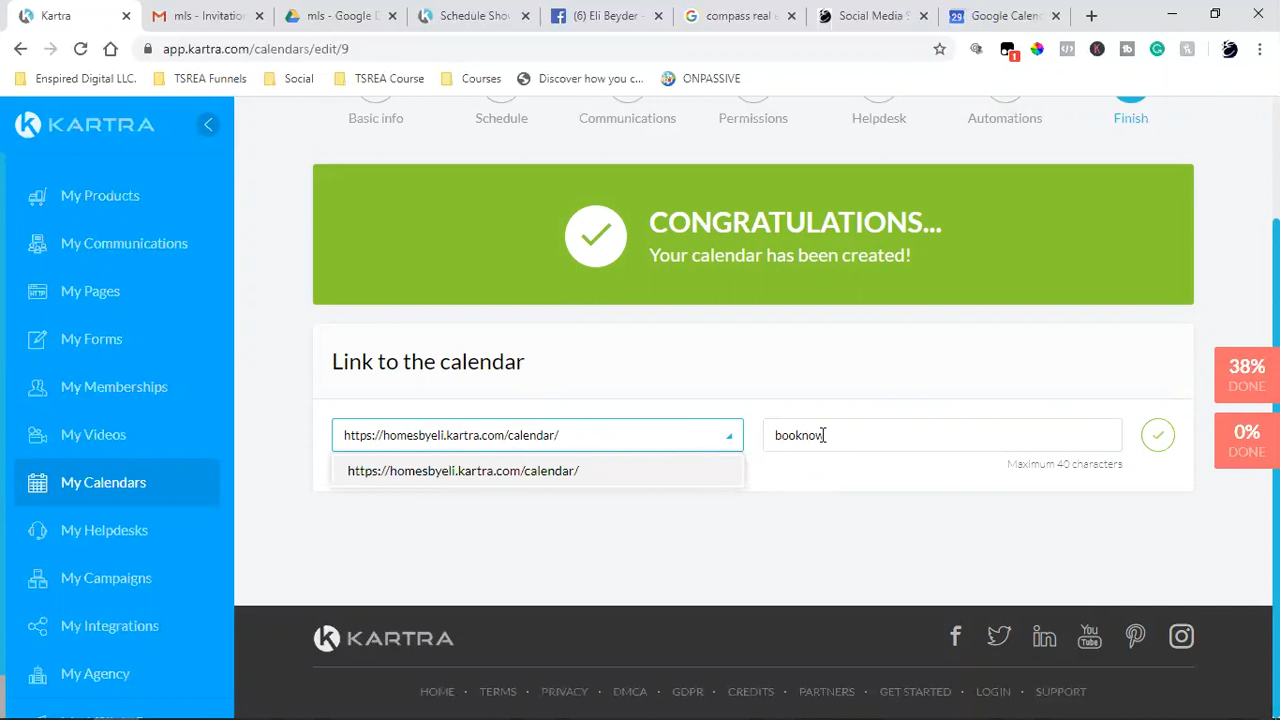 Kartra
mls - Invitatio
mls - Google D
Schedule Show
(6) Eli Beyder -
compass real e
Social Media S
Google Calen
app.kartra.com/calendars/edit/9
1
Enspired Digital LLC.
TSREA Funnels
Social
TSREA Course
Courses
Discover how you c...
ONPASSIVE
KARTRA
My Products
My Communications
My Pages
My Forms
My Memberships
My Videos
My Calendars
My Helpdesks
My Campaigns
My Integrations
My Agency
Basic info
Schedule
Communications
Permissions
Helpdesk
Automations
Finish
CONGRATULATIONS...
Your calendar has been created!
Link to the calendar
https://homesbyeli.kartra.com/calendar/
booknow
https://homesbyeli.kartra.com/calendar/
Maximum 40 characters
38%
DONE
0%
DONE
KARTRA
You
Tube
HOME · TERMS · PRIVACY · DMCA · GDPR · CREDITS · PARTNERS · GET STARTED · LOGIN · SUPPORT